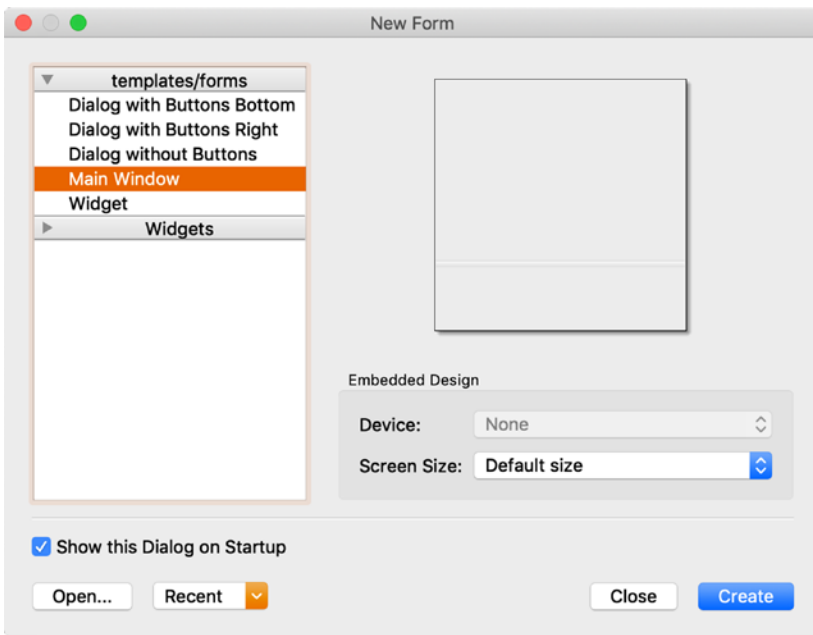 New Form
templates/forms
Dialog with Buttons Bottom
Dialog with Buttons Right
Dialog without Buttons
Main Window
Widget
Widgets
Embedded Design
Device: None
Screen Size: Default size
Show this Dialog on Startup
Open... Recent Close Create